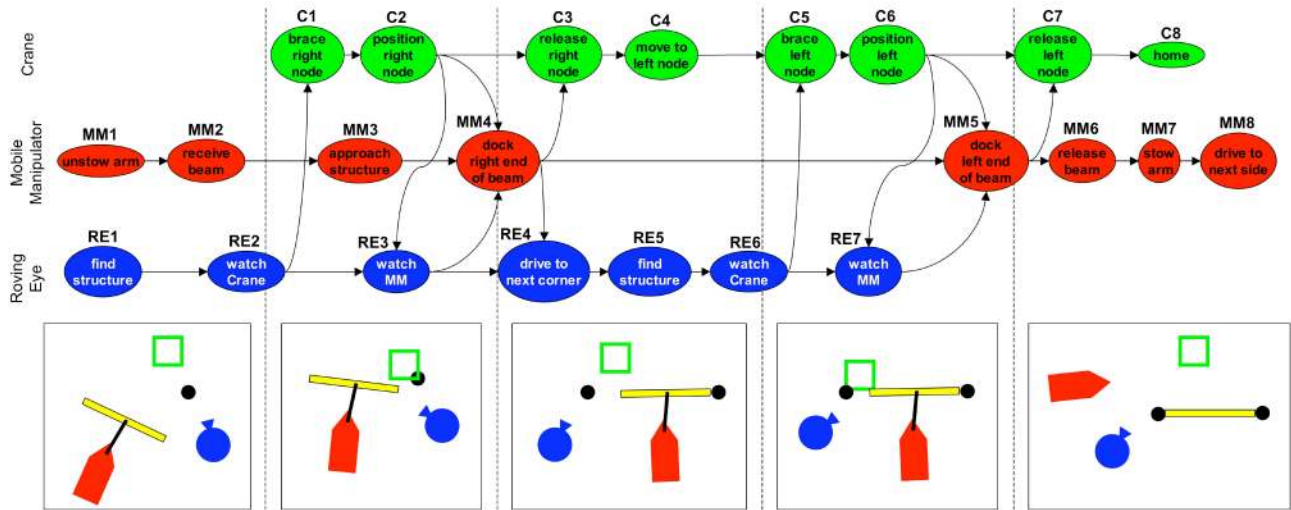 Crane
C1
brace
right
node
C2
position
right
node
C3
release
right
node
C4
move to
left node
C5
brace
left
node
C6
position
left
node
C7
release
left
node
C8
home
Mobile
Manipulator
MM1
unstow arm
MM2
receive
beam
MM3
approach
structure
MM4
dock
right end
of beam
MM5
dock
left end
of beam
MM6
release
beam
MM7
stow
arm
MM8
drive to
next side
Roving
Eye
RE1
find
structure
RE2
watch
Crane
RE3
watch
MM
RE4
drive to
next corner
RE5
find
structure
RE6
watch
Crane
RE7
watch
MM